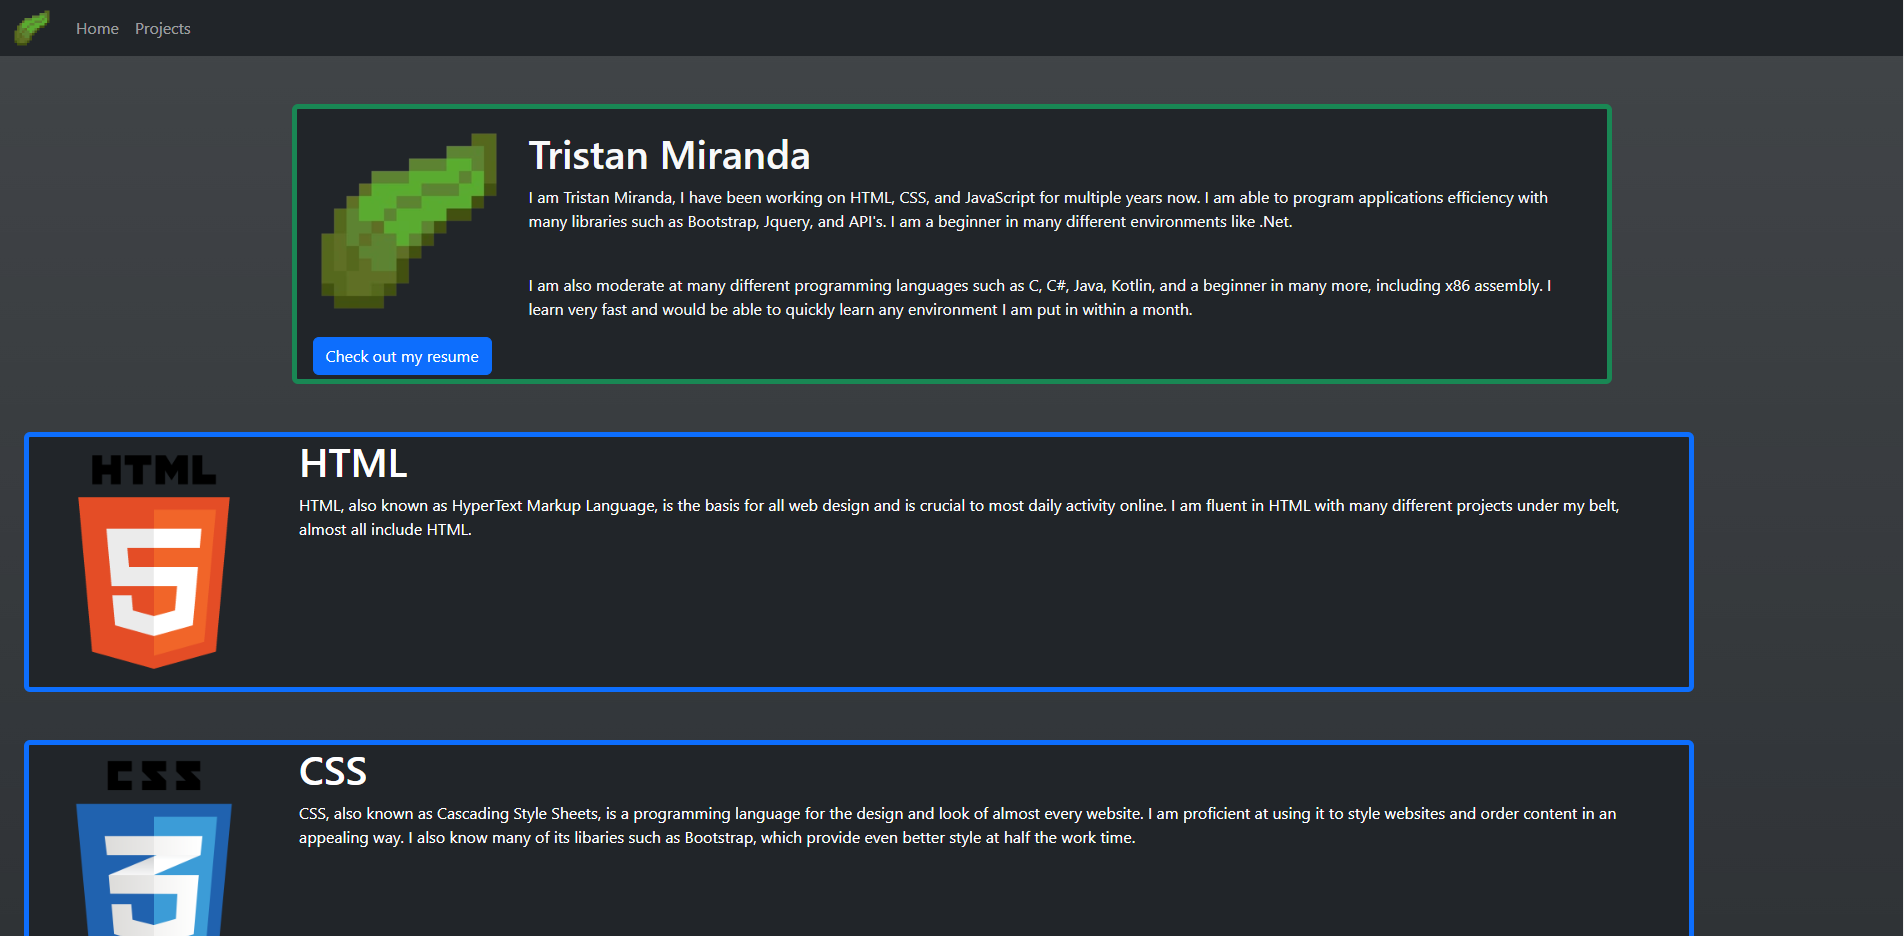 Home Projects
Tristan Miranda
I am Tristan Miranda, I have been working on HTML, CSS, and JavaScript for multiple years now. I am able to program applications efficiency with
many libraries such as Bootstrap, Jquery, and API's. I am a beginner in many different environments like .Net.
I am also moderate at many different programming languages such as C, C#, Java, Kotlin, and a beginner in many more, including x86 assembly. I
learn very fast and would be able to quickly learn any environment I am put in within a month.
Check out my resume
HTML
HTML
HTML, also known as HyperText Markup Language, is the basis for all web design and is crucial to most daily activity online. I am fluent in HTML with many different projects under my belt,
almost all include HTML.
5
CSS
CSS
CSS, also known as Cascading Style Sheets, is a programming language for the design and look of almost every website. I am proficient at using it to style websites and order content in an
appealing way. I also know many of its libaries such as Bootstrap, which provide even better style at half the work time.
3